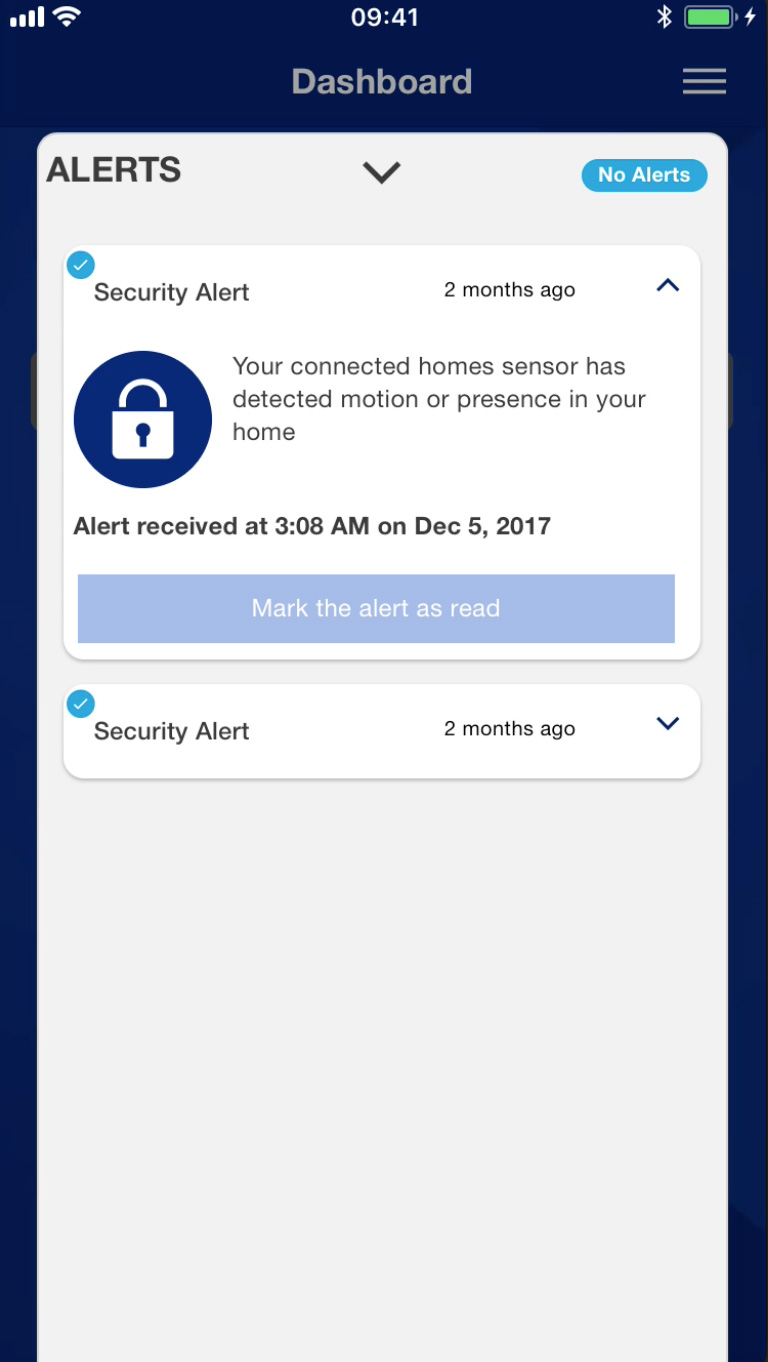 09:41
Dashboard
ALERTS
No Alerts
Security Alert
2 months ago
Your connected homes sensor has
detected motion or presence in your
home
Alert received at 3:08 AM on Dec 5, 2017
Mark the alert as read
Security Alert
2 months ago